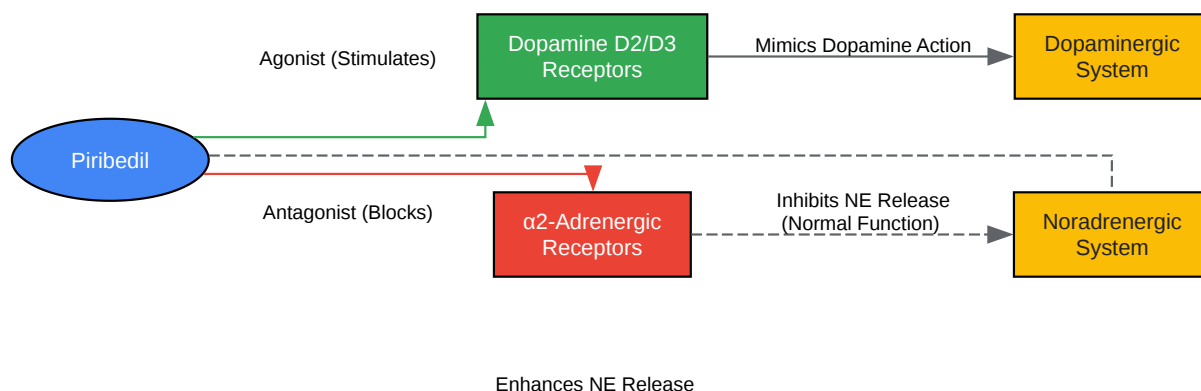 Agonist (Stimulates)
Dopamine D2/D3
Receptors
Mimics Dopamine Action
Dopaminergic
System
Piribedil
Antagonist (Blocks)
α2-Adrenergic
Receptors
Inhibits NE Release
(Normal Function)
Noradrenergic
System
Enhances NE Release